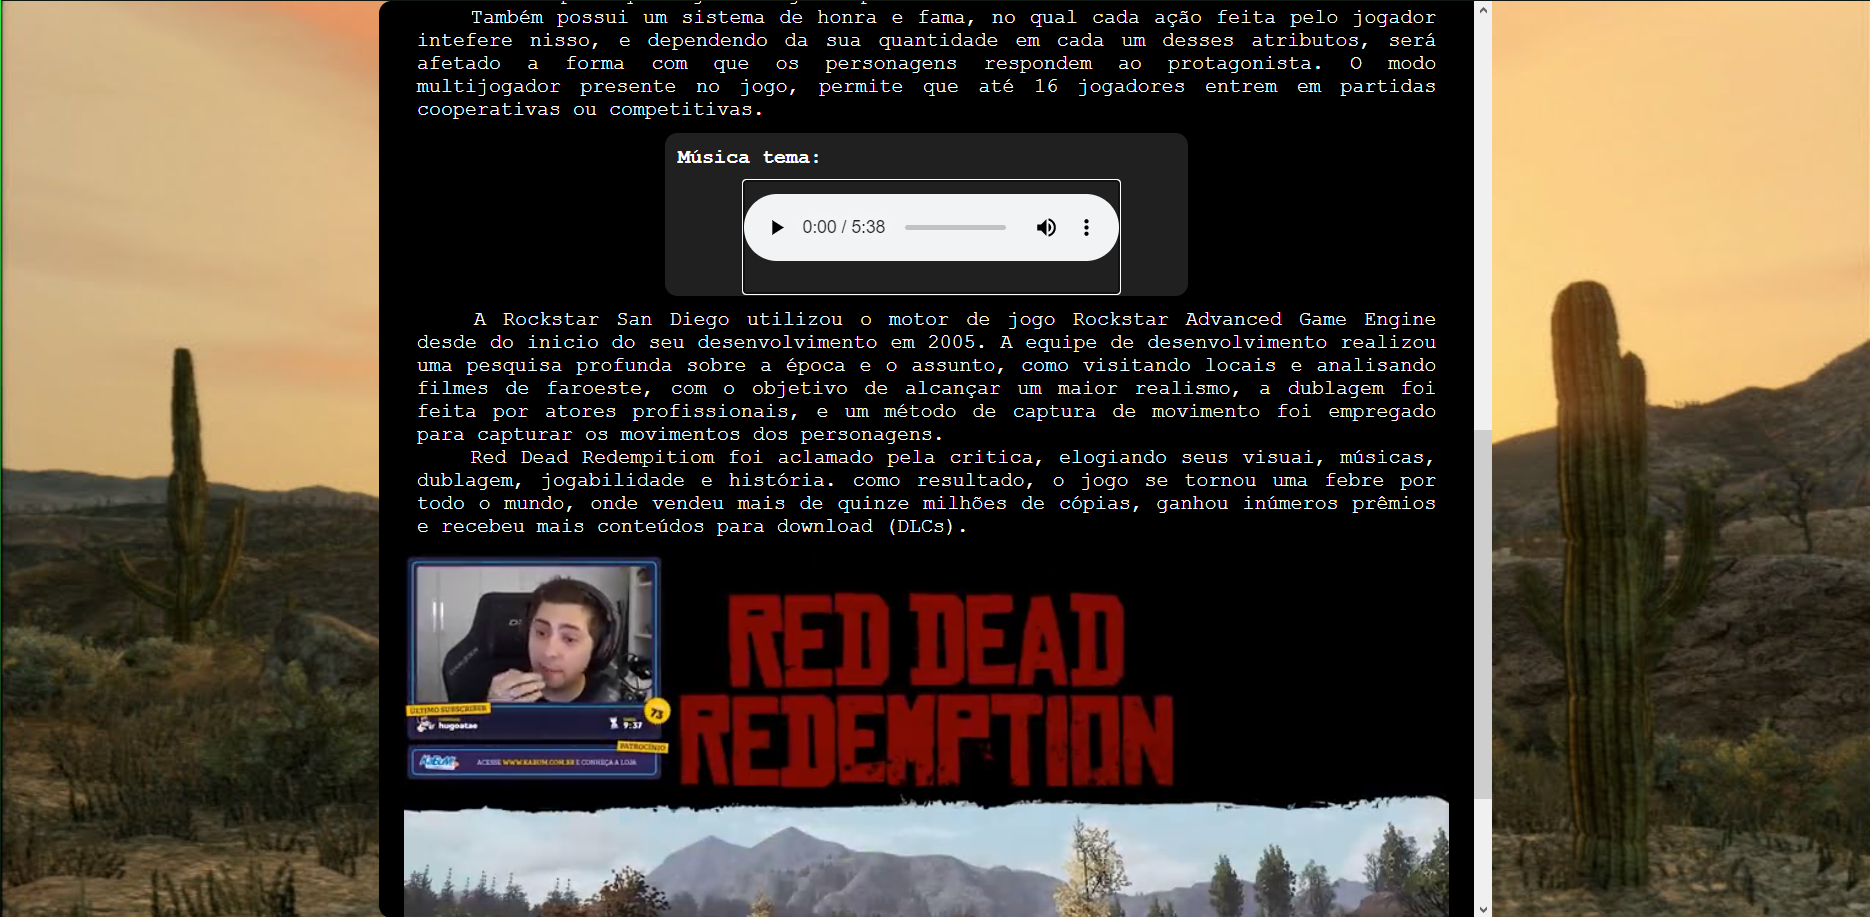 Também possui um sistema de honra e fama, no qual cada ação feita pelo jogador
intefere nisso, e dependendo da sua quantidade em cada um desses atributos, será
afetado a forma com que os personagens respondem ao protagonista. O modo
multijogador presente no jogo, permite que até 16 jogadores entrem em partidas
cooperativas ou competitivas.
Música tema:
0:00 / 5:38
A Rockstar San Diego utilizou o motor de jogo Rockstar Advanced Game Engine
desde do inicio do seu desenvolvimento em 2005. A equipe de desenvolvimento realizou
uma pesquisa profunda sobre a época e o assunto, como visitando locais e analisando
filmes de faroeste, com o objetivo de alcançar um maior realismo, a dublagem foi
feita por atores profissionais, e um método de captura de movimento foi empregado
para capturar os movimentos dos personagens.
Red Dead Redempitiom foi aclamado pela critica, elogiando seus visuai, músicas,
dublagem, jogabilidade e história. como resultado, o jogo se tornou uma febre por
todo o mundo, onde vendeu mais de quinze milhões de cópias, ganhou inúmeros prêmios
e recebeu mais conteúdos para download (DLCs).
RED DEAD
REDEMPTION
ÚLTIMO SUBSCRIBER
73
hugoatae
9:37
PATROCÍNIO
KaBuM!
ACESSE WWW.KABUM.COM.BR E CONHEÇA A LOJA